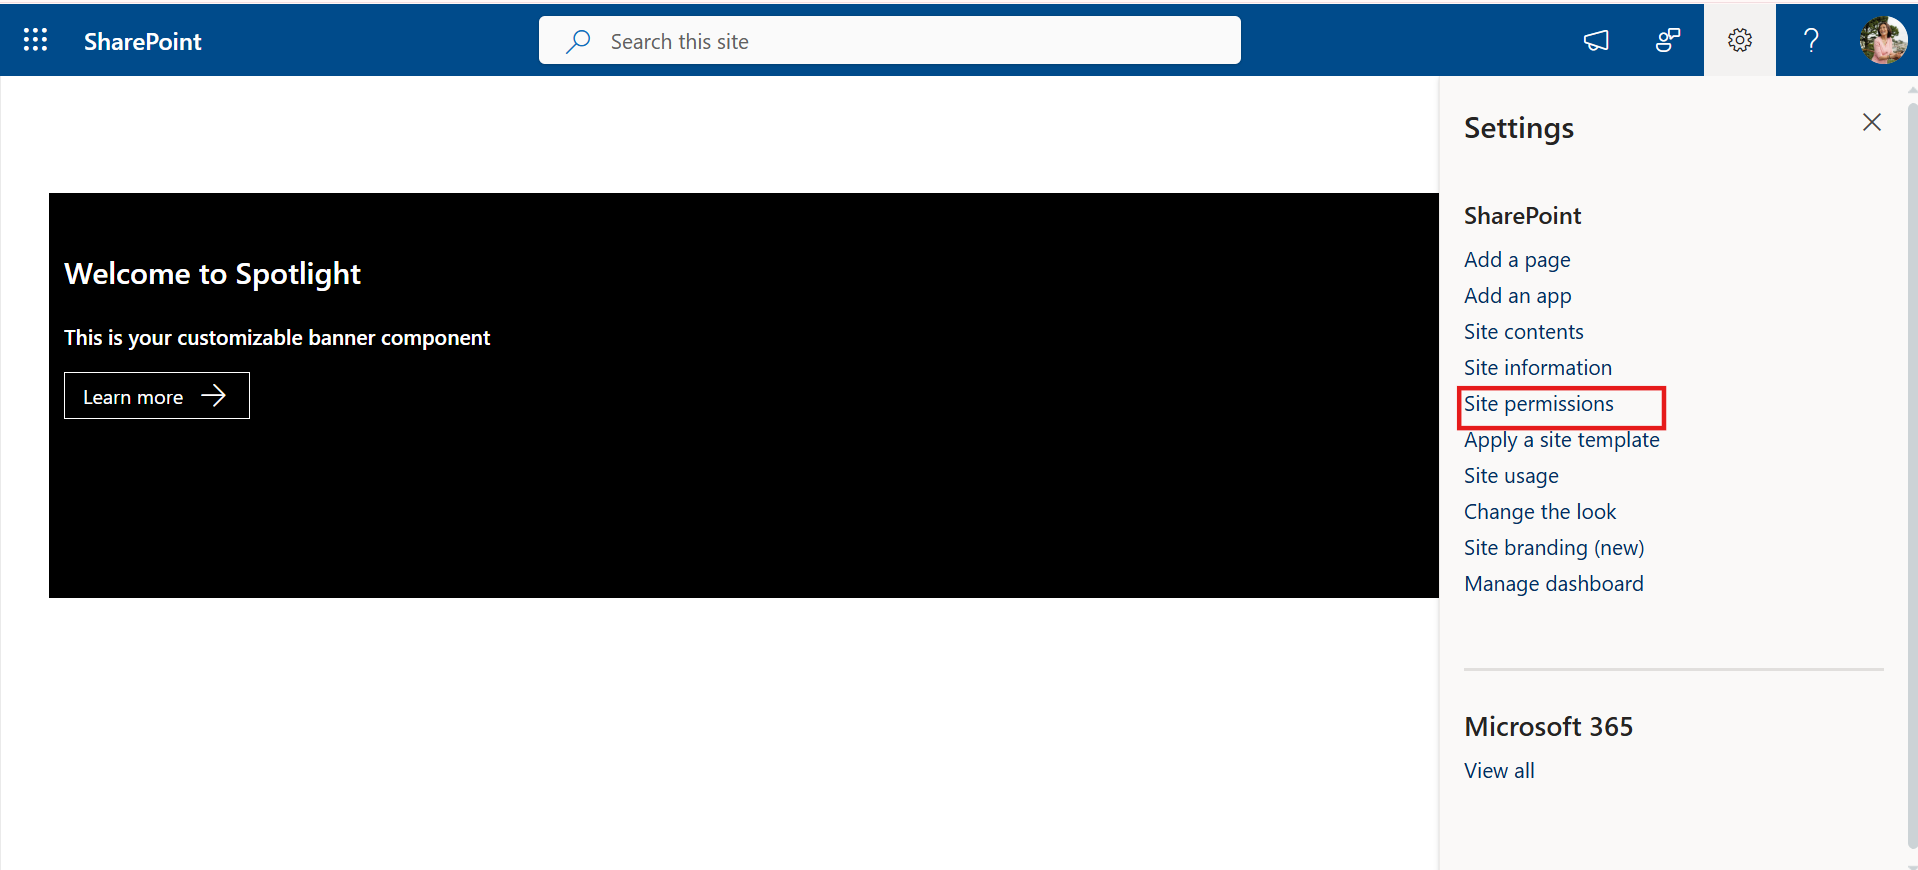 SharePoint
Search this site
?
Settings
SharePoint
Add a page
Add an app
Site contents
Site information
Site permissions
Apply a site template
Site usage
Change the look
Site branding (new)
Manage dashboard
Microsoft 365
View all
Welcome to Spotlight
This is your customizable banner component
Learn more